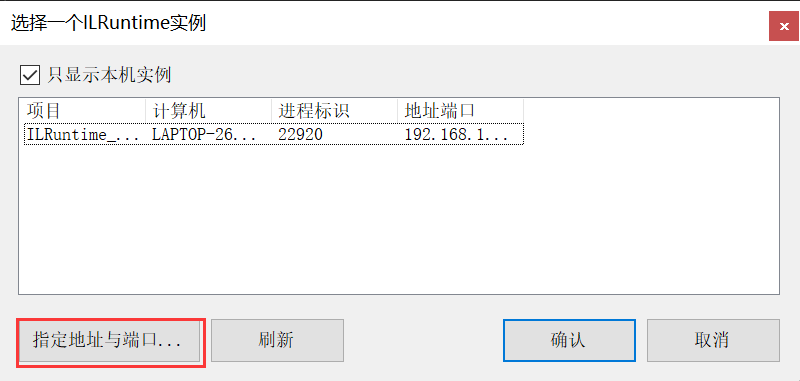 选择一个ILRuntime实例
x
只显示本机实例
项目 计算机 进程标识 地址端口
ILRuntime_... LAPTOP-26... 22920 192.168.1...
指定地址与端口... 刷新 确认 取消